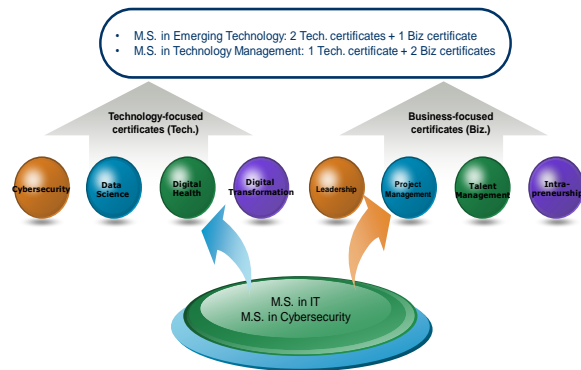 • M.S. in Emerging Technology: 2 Tech. certificates + 1 Biz certificate
• M.S. in Technology Management: 1 Tech. certificate + 2 Biz certificates
Technology-focused
certificates (Tech.)
Business-focused
certificates (Biz.)
Cybersecurity
Data
Science
Digital
Health
Digital
Transformation
Leadership
Project
Management
Talent
Management
Intra-
preneurship
M.S. in IT
M.S. in Cybersecurity